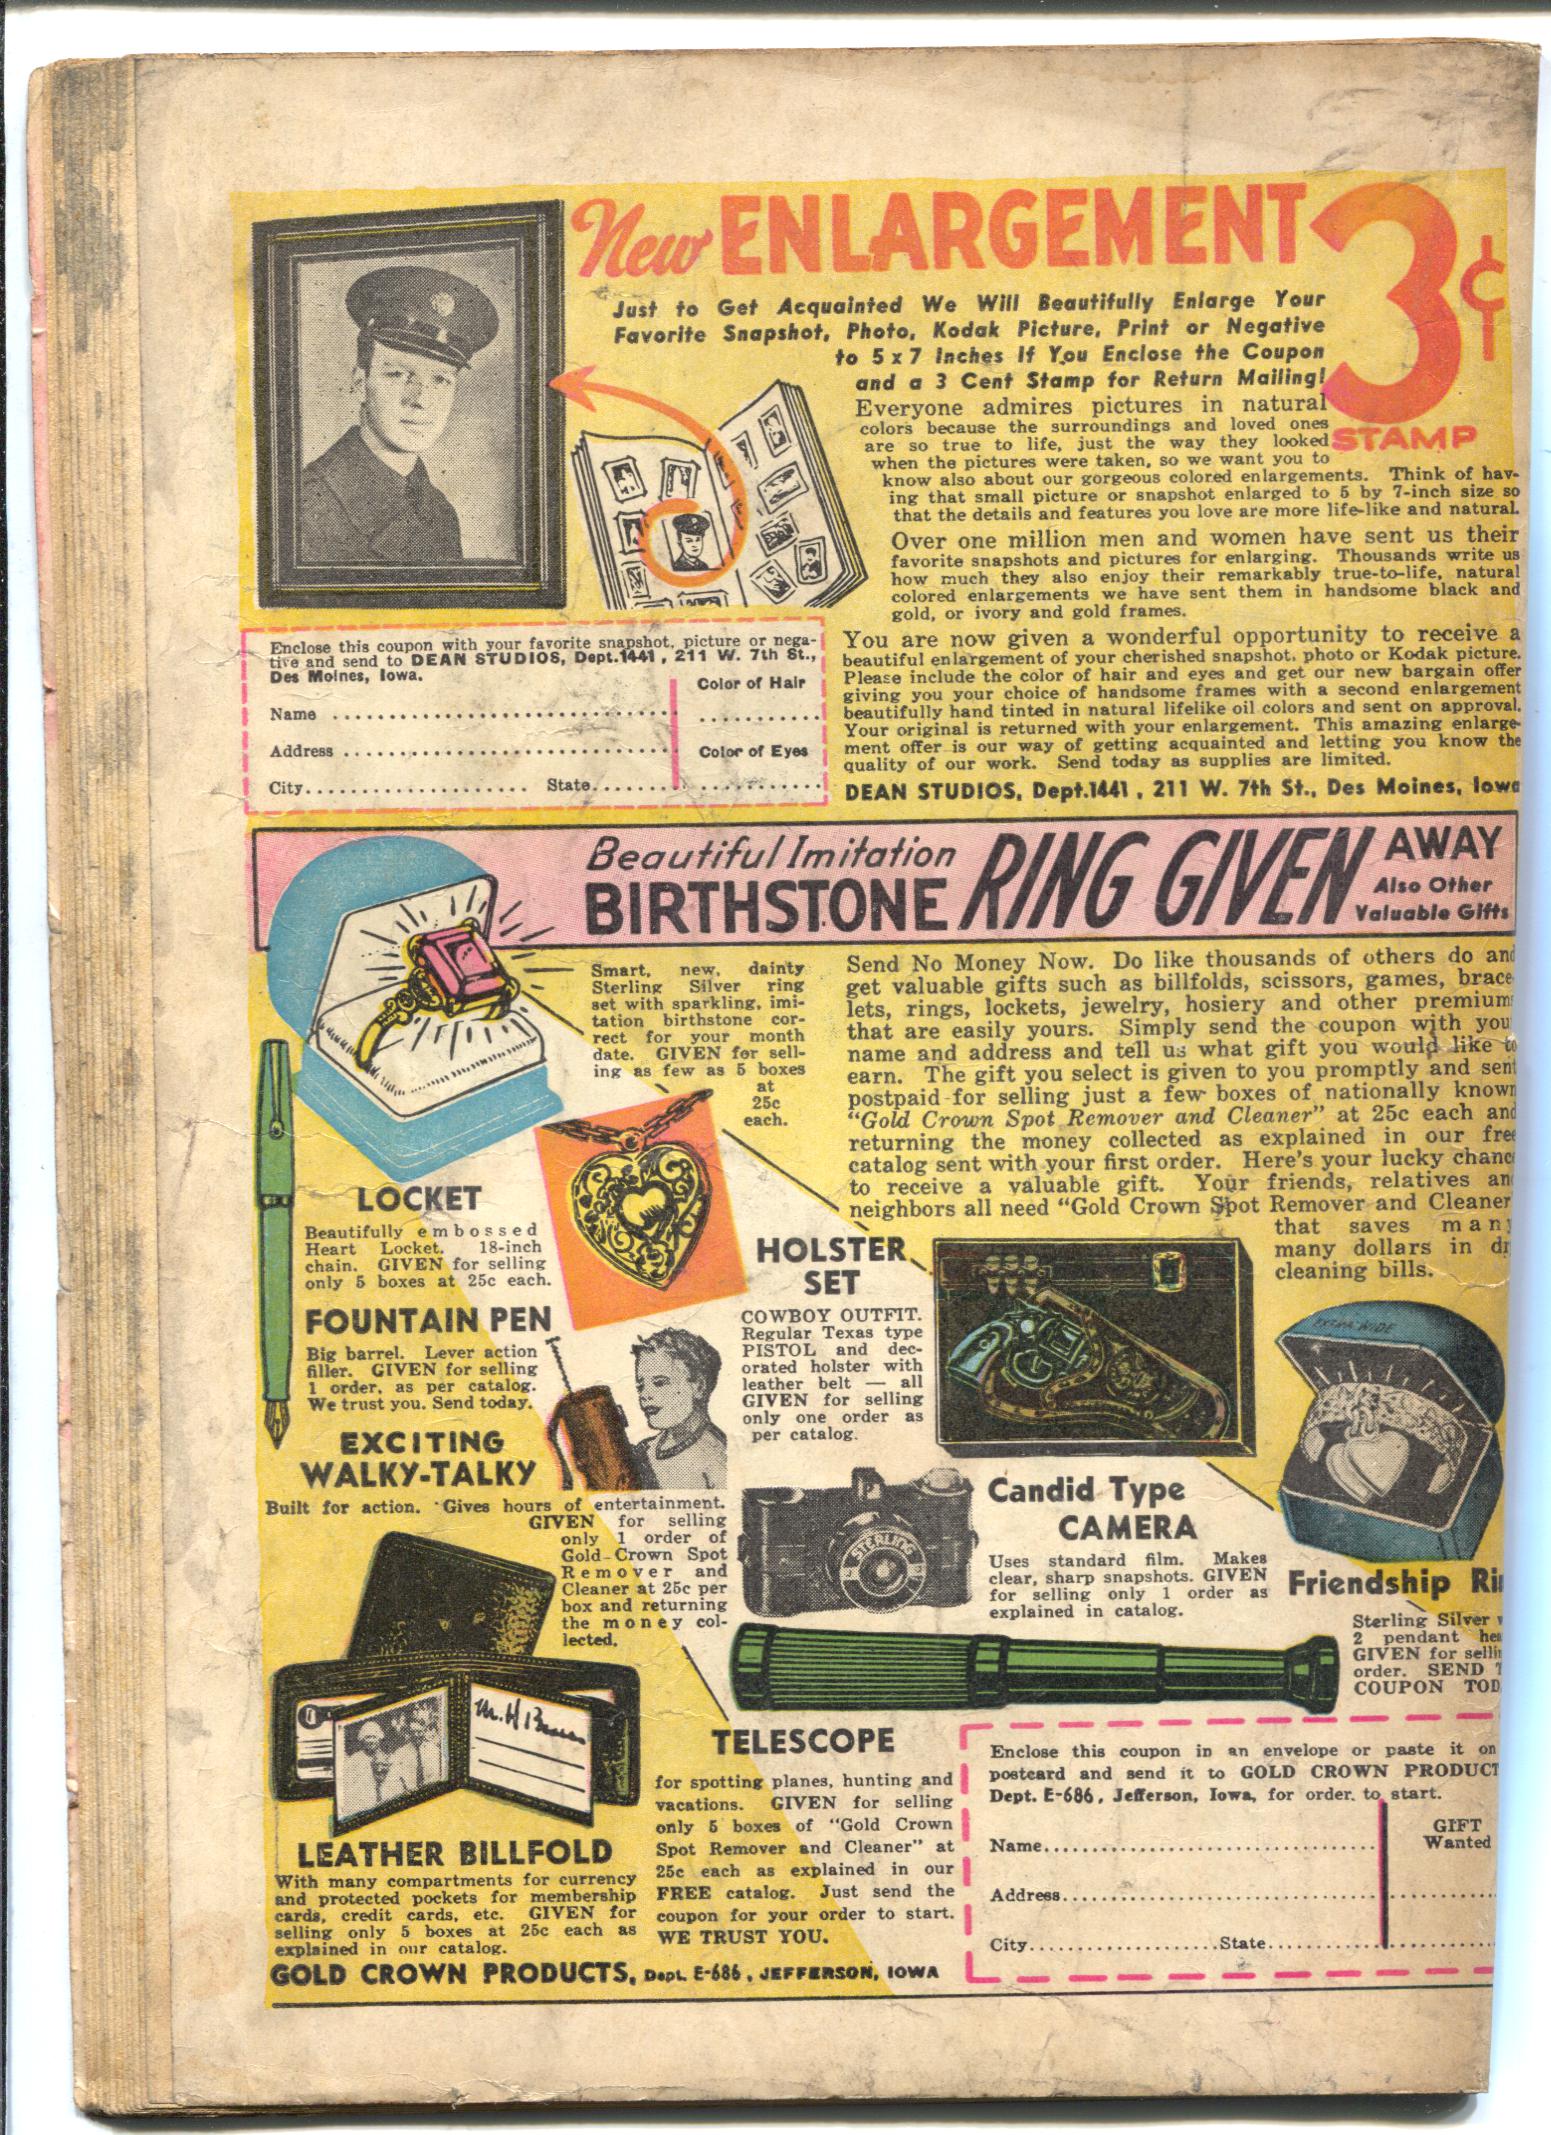 New ENLARGEMENT 3¢
STAMP
Just to Get Acquainted We Will Beautifully Enlarge Your
Favorite Snapshot, Photo, Kodak Picture, Print or Negative
to 5 x 7 Inches If You Enclose the Coupon
and a 3 Cent Stamp for Return Mailing!
Everyone admires pictures in natural
colors because the surroundings and loved ones
are so true to life, just the way they looked
when the pictures were taken, so we want you to
know also about our gorgeous colored enlargements. Think of hav-
ing that small picture or snapshot enlarged to 5 by 7-inch size so
that the details and features you love are more life-like and natural.
Over one million men and women have sent us their
favorite snapshots and pictures for enlarging. Thousands write us
how much they also enjoy their remarkably true-to-life, natural
colored enlargements we have sent them in handsome black and
gold, or ivory and gold frames.
You are now given a wonderful opportunity to receive a
beautiful enlargement of your cherished snapshot, photo or Kodak picture.
Please include the color of hair and eyes and get our new bargain offer
giving you your choice of handsome frames with a second enlargement
beautifully hand tinted in natural lifelike oil colors and sent on approval.
Your original is returned with your enlargement. This amazing enlarge-
ment offer is our way of getting acquainted and letting you know the
quality of our work. Send today as supplies are limited.
DEAN STUDIOS, Dept.1441, 211 W. 7th St., Des Moines, Iowa
Enclose this coupon with your favorite snapshot, picture or nega-
tive and send to DEAN STUDIOS, Dept.1441, 211 W. 7th St.,
Des Moines, Iowa.
Color of Hair
Name
Address
Color of Eyes
City State
Beautiful Imitation
BIRTHSTONE RING GIVEN AWAY
Also Other
Valuable Gifts
Smart, new, dainty
Sterling Silver ring
set with sparkling, imi-
tation birthstone cor-
rect for your month
date. GIVEN for sell-
ing as few as 5 boxes
at
25c
each.
Send No Money Now. Do like thousands of others do and
get valuable gifts such as billfolds, scissors, games, brace-
lets, rings, lockets, jewelry, hosiery and other premiums
that are easily yours. Simply send the coupon with you
name and address and tell us what gift you would like to
earn. The gift you select is given to you promptly and sent
postpaid for selling just a few boxes of nationally known
“Gold Crown Spot Remover and Cleaner” at 25c each and
returning the money collected as explained in our free
catalog sent with your first order. Here's your lucky chance
to receive a valuable gift. Your friends, relatives an
neighbors all need “Gold Crown Spot Remover and Cleaner
that saves many
many dollars in dr
cleaning bills.
LOCKET
Beautifully embossed
Heart Locket. 18-inch
chain. GIVEN for selling
only 5 boxes at 25c each.
FOUNTAIN PEN
Big barrel. Lever action
filler. GIVEN for selling
1 order, as per catalog.
We trust you. Send today.
HOLSTER
SET
COWBOY OUTFIT.
Regular Texas type
PISTOL and dec-
orated holster with
leather belt — all
GIVEN for selling
only one order as
per catalog.
EXTRA WIDE
EXCITING
WALKY-TALKY
Built for action. Gives hours of entertainment.
GIVEN for selling
only 1 order of
Gold-Crown Spot
Remover and
Cleaner at 25c per
box and returning
the money col-
lected.
STERLING
Candid Type
CAMERA
Uses standard film. Makes
clear, sharp snapshots. GIVEN
for selling only 1 order as
explained in catalog.
Friendship Ri
Sterling Silver w
2 pendant hea
GIVEN for selli
order. SEND T
COUPON TOD
LEATHER BILLFOLD
With many compartments for currency
and protected pockets for membership
cards, credit cards, etc. GIVEN for
selling only 5 boxes at 25c each as
explained in our catalog.
TELESCOPE
for spotting planes, hunting and
vacations. GIVEN for selling
only 5 boxes of “Gold Crown
Spot Remover and Cleaner” at
25c each as explained in our
FREE catalog. Just send the
coupon for your order to start.
WE TRUST YOU.
GOLD CROWN PRODUCTS, Dept. E-686, JEFFERSON, IOWA
Enclose this coupon in an envelope or paste it on
postcard and send it to GOLD CROWN PRODUCT
Dept. E-686, Jefferson, Iowa, for order to start.
GIFT
Wanted
Name
Address
City State